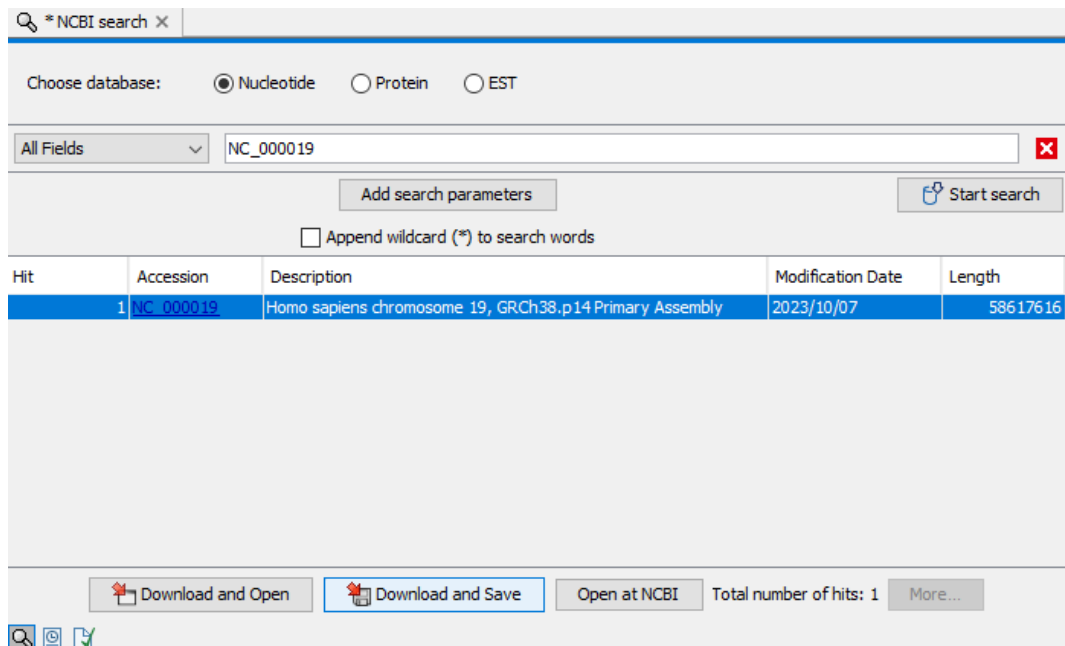 * NCBI search
Choose database: Nucleotide Protein EST
All Fields NC_000019
Add search parameters Start search
Append wildcard (*) to search words
Hit Accession Description Modification Date Length
1 NC_000019 Homo sapiens chromosome 19, GRCh38.p14 Primary Assembly 2023/10/07 58617616
Download and Open Download and Save Open at NCBI Total number of hits: 1 More...